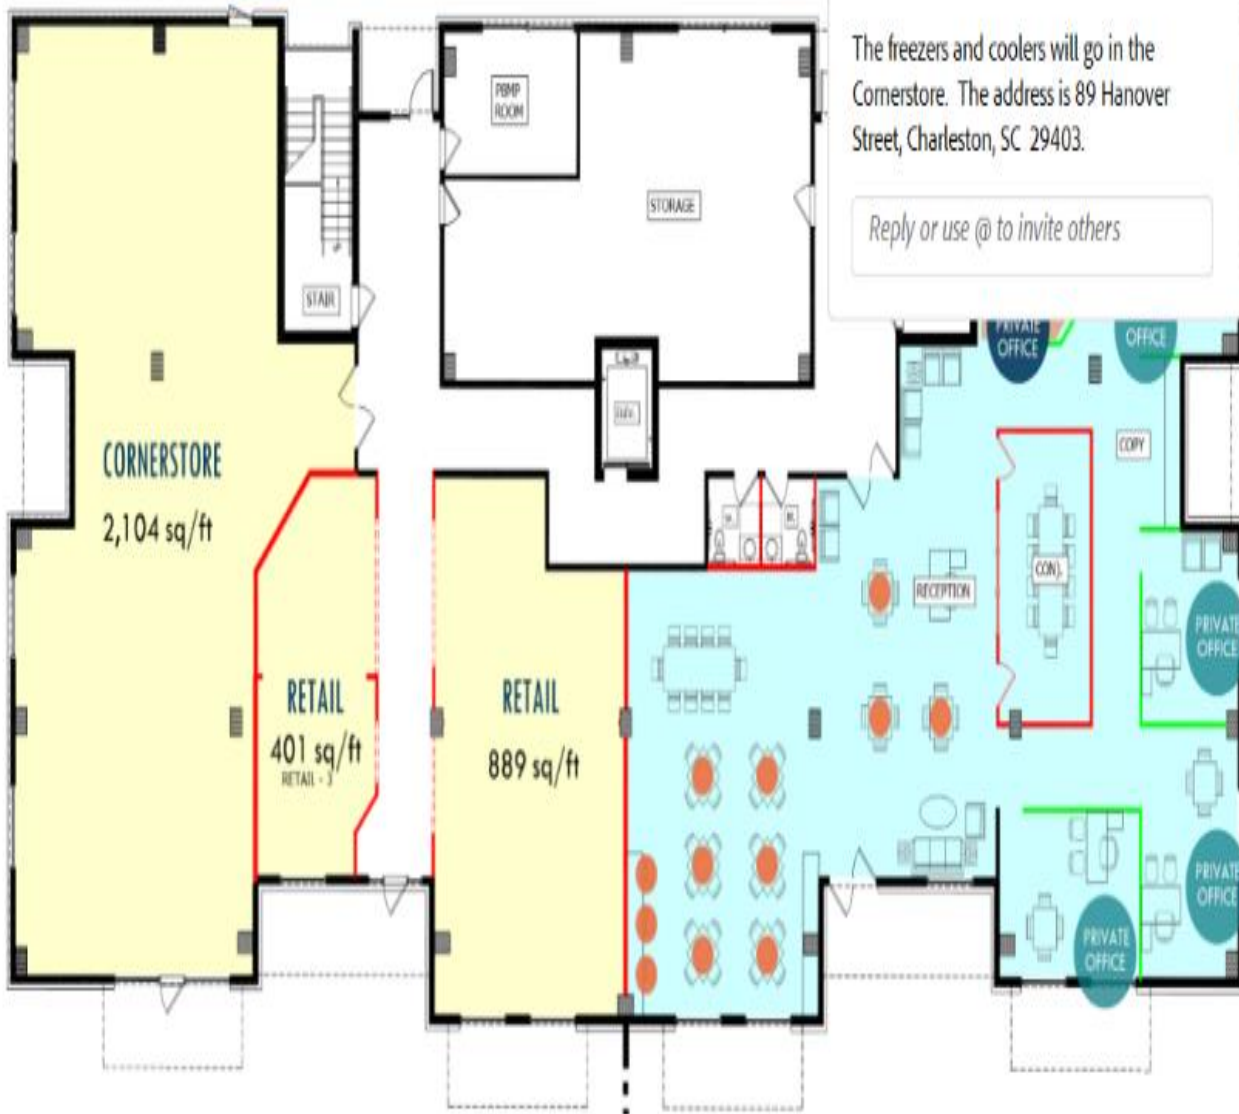 The freezers and coolers will go in the
Cornerstore. The address is 89 Hanover
Street, Charleston, SC 29403.
Reply or use @ to invite others
PBMP
ROOM
STORAGE
STAIR
PRIVATE
OFFICE
OFFICE
COPY
CORNERSTORE
2,104 sq/ft
CONJ.
RECEPTION
PRIVATE
OFFICE
RETAIL
401 sq/ft
RETAIL - 3
RETAIL
889 sq/ft
PRIVATE
OFFICE
PRIVATE
OFFICE